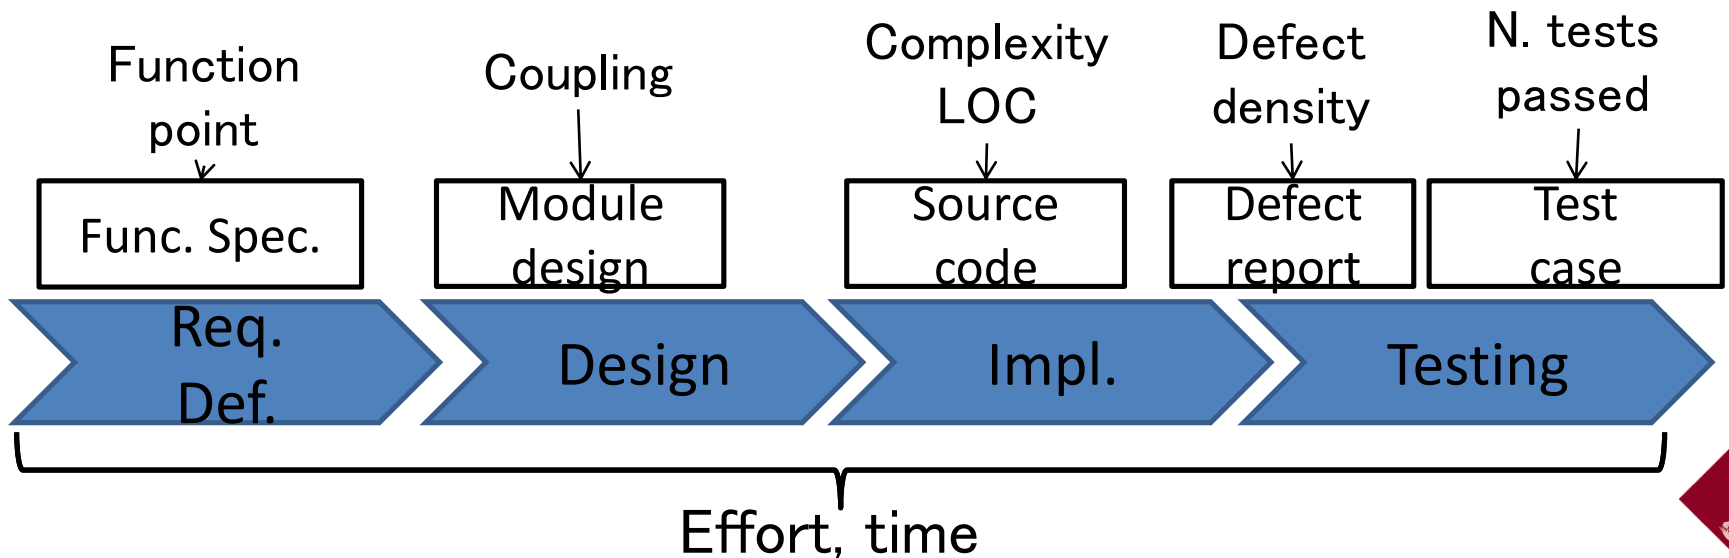 Function
point
Coupling
Complexity
LOC
Defect
density
N. tests
passed
Func. Spec.
Module
design
Source
code
Defect
report
Test
case
Req.
Def.
Design
Impl.
Testing
Effort, time